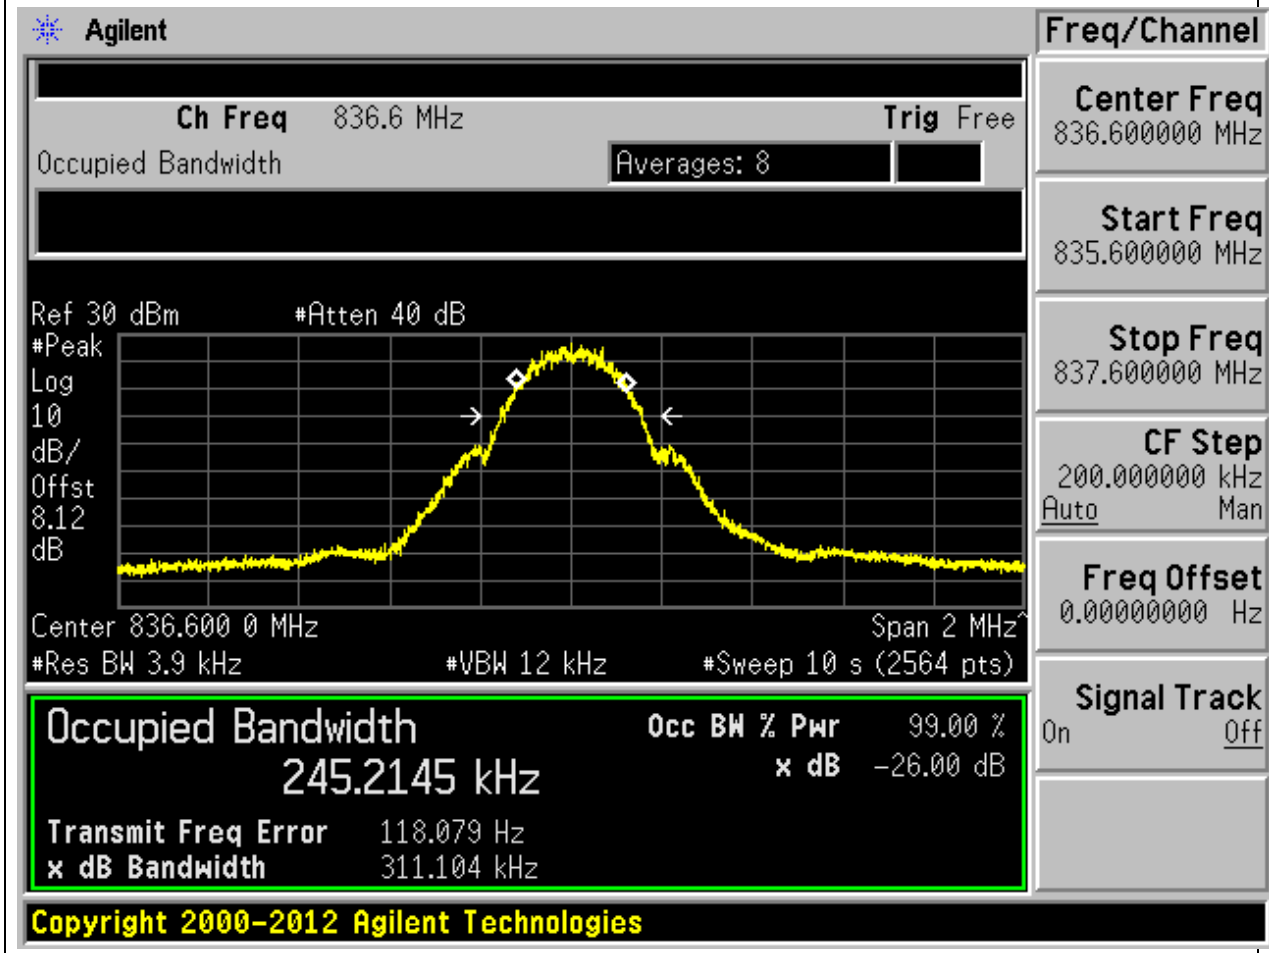 Agilent
Freq/Channel
Ch Freq 836.6 MHz Trig Free
Occupied Bandwidth Averages: 8
Center Freq
836.600000 MHz
Start Freq
835.600000 MHz
Stop Freq
837.600000 MHz
CF Step
200.000000 kHz
Auto Man
Freq Offset
0.00000000 Hz
Signal Track
On Off
Ref 30 dBm #Atten 40 dB
#Peak
Log
10
dB/
Offst
8.12
dB
Center 836.600 0 MHz Span 2 MHz^
#Res BW 3.9 kHz #VBW 12 kHz #Sweep 10 s (2564 pts)
Occupied Bandwidth Occ BW % Pwr 99.00 %
245.2145 kHz x dB -26.00 dB
Transmit Freq Error 118.079 Hz
x dB Bandwidth 311.104 kHz
Copyright 2000-2012 Agilent Technologies